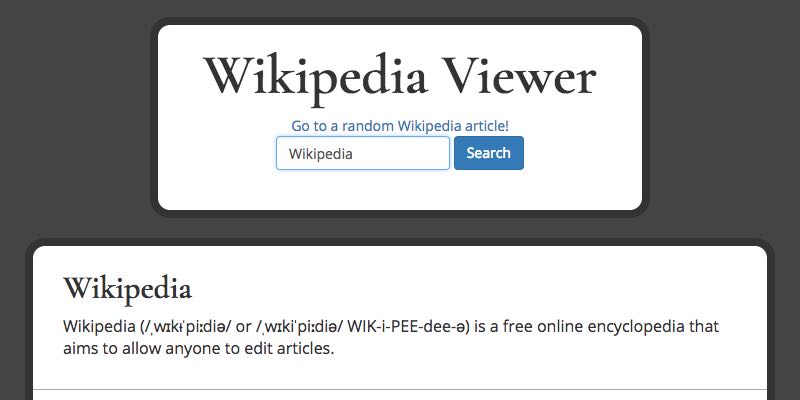 Wikipedia Viewer
Go to a random Wikipedia article!
Wikipedia
Search
Wikipedia
Wikipedia (/ˌwɪkɨˈpiːdiə/ or /ˌwɪkiˈpiːdiə/ WIK-i-PEE-dee-ə) is a free online encyclopedia that
aims to allow anyone to edit articles.